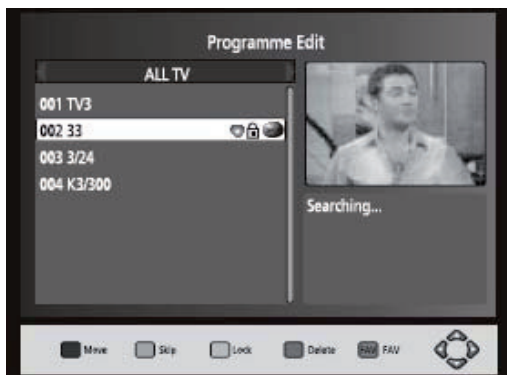 Programme Edit
ALL TV
001 TV3
002 33
003 3/24
004 K3/300
Searching...
Move Skip Lock Delete FAV FAV